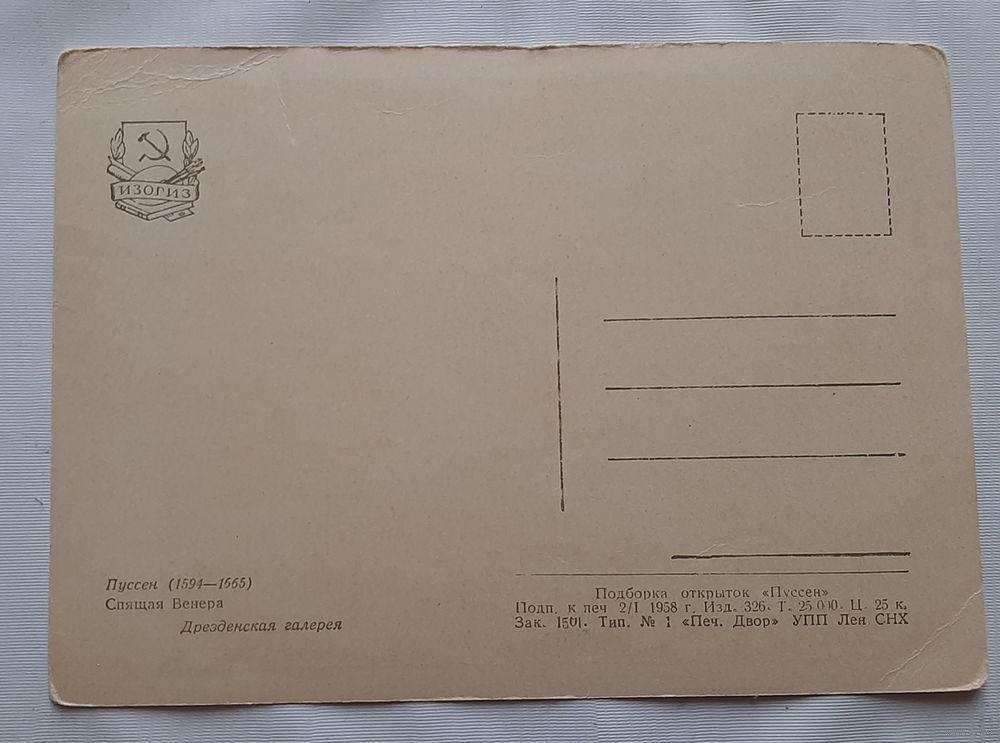 ИЗОГИЗ
Пуссен (1594—1665)
Спящая Венера
Дрезденская галерея
Подборка открыток «Пуссен»
Подп. к печ 2/I 1958 г. Изд. 326. Т. 25 000. Ц. 25 к.
Зак. 1501. Тип. № 1 «Печ. Двор» УПП Лен. СНХ